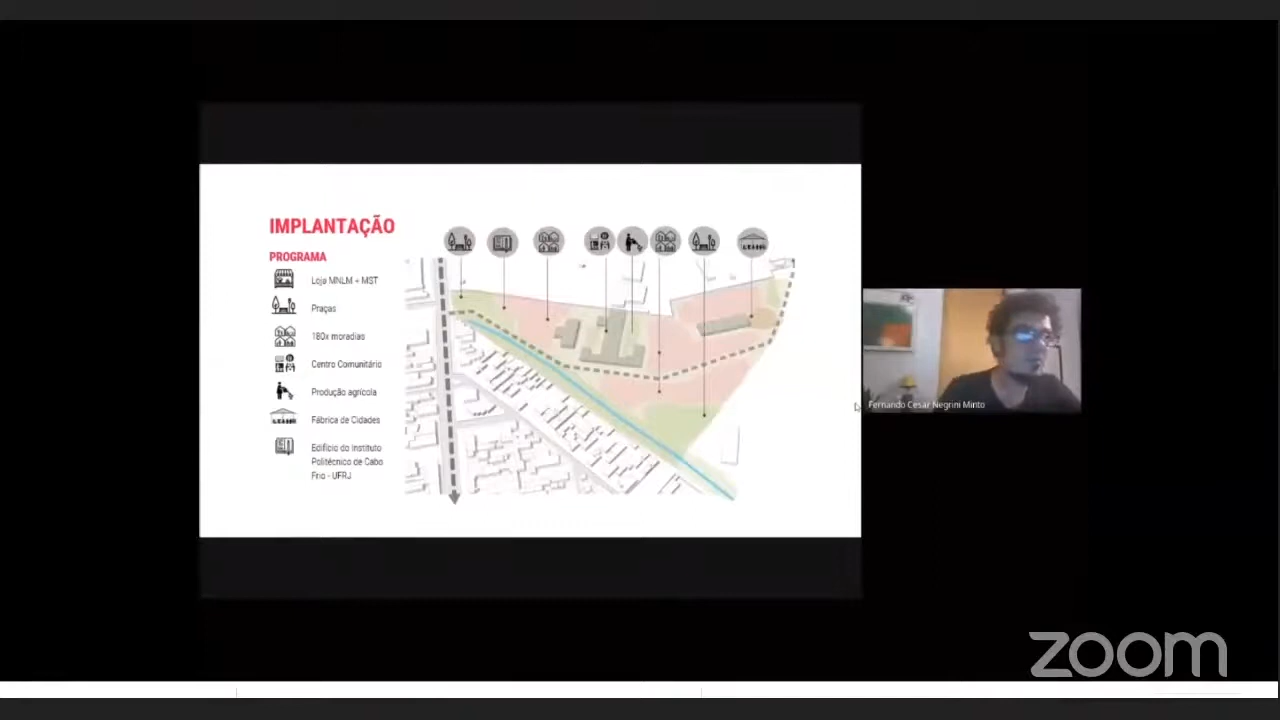 IMPLANTAÇÃO
PROGRAMA
Loja MNLM + MST
Praças
180x moradias
Centro Comunitário
Produção agrícola
Fábrica de Cidades
Edifício do Instituto
Politécnico de Cabo
Frio - UFRJ
Fernando Cesar Negrini Minto
zoom